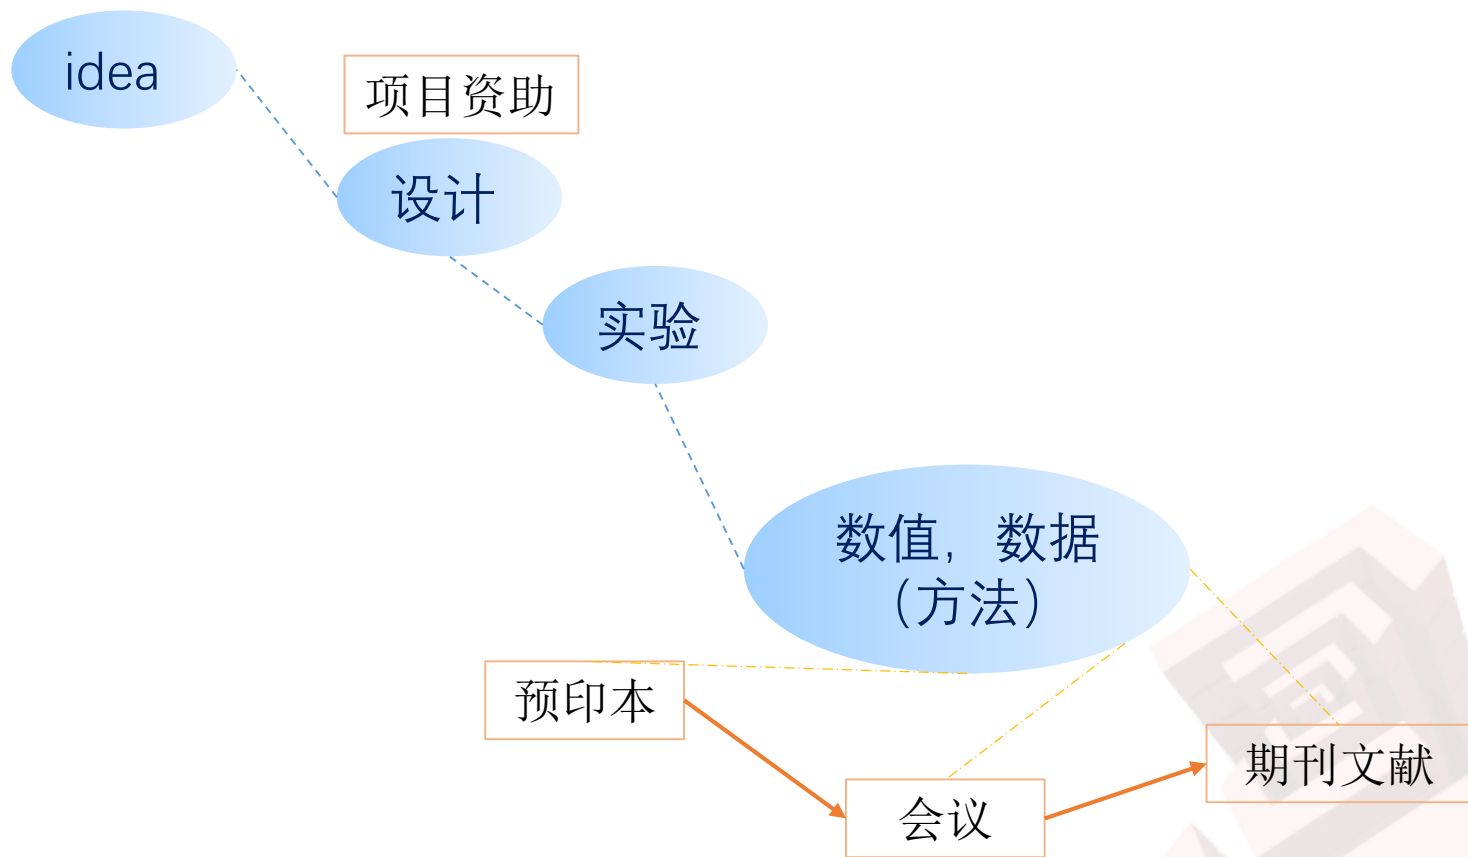 idea
项目资助
设计
实验
数值，数据
（方法）
预印本
会议
期刊文献